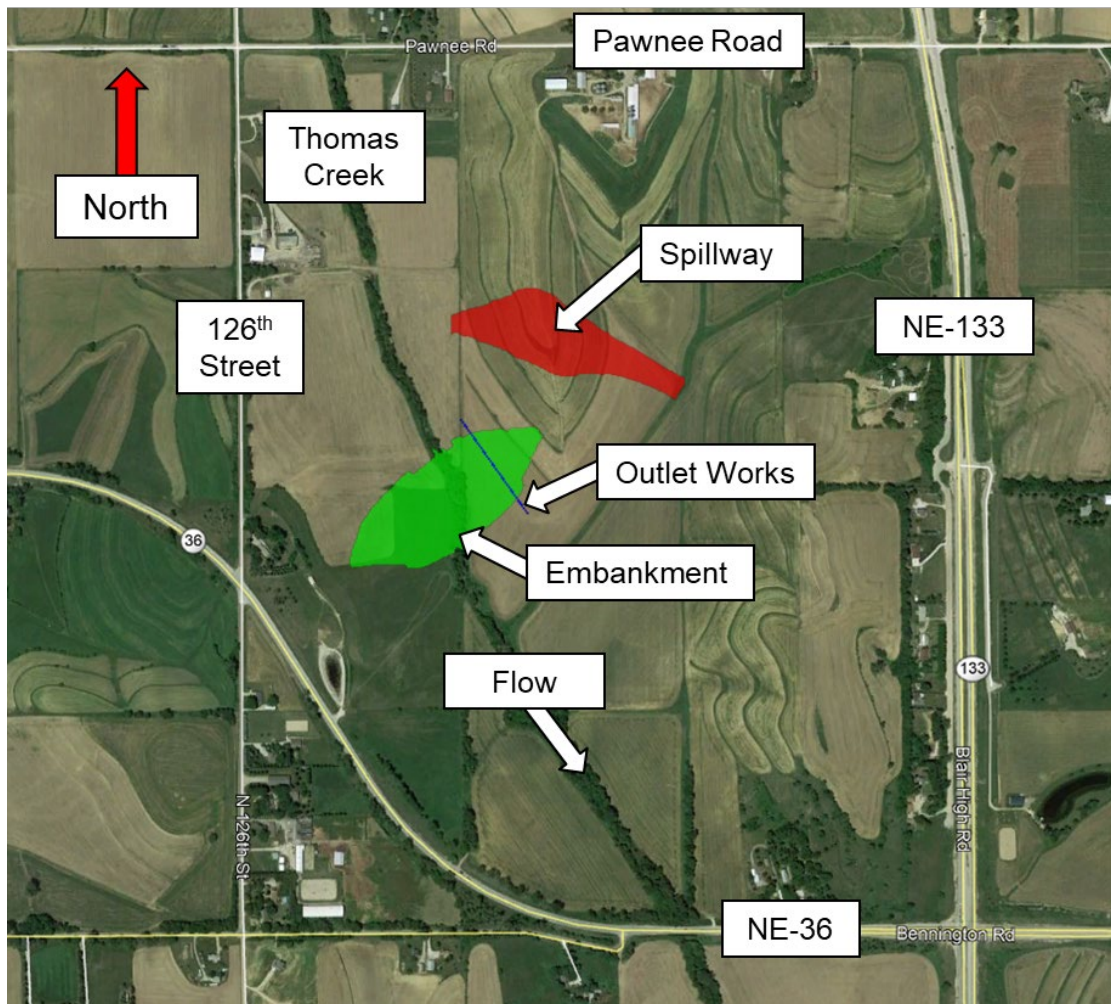 Pawnee Rd
Pawnee Road
Thomas
Creek
North
Spillway
126th
Street
NE-133
Outlet Works
36
Embankment
133
Flow
Blair High Rd
N 126th St
NE-36
Bennington Rd